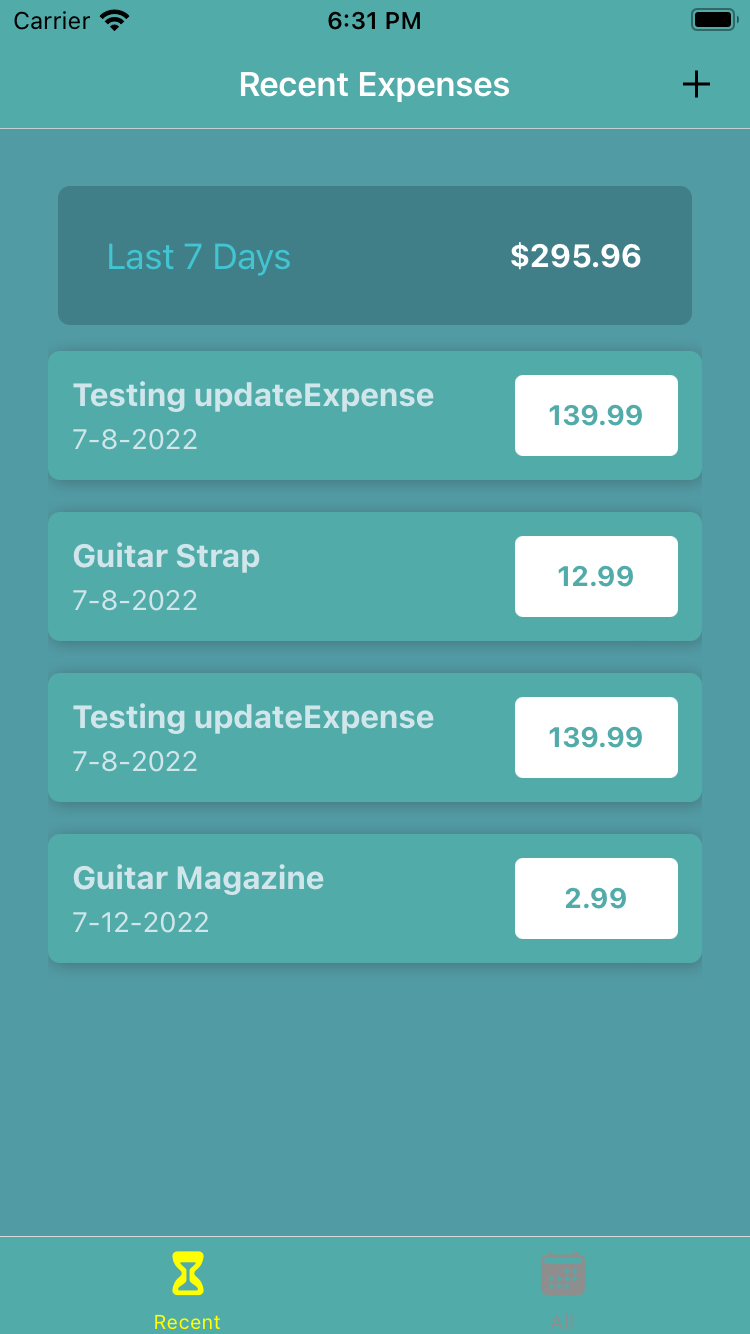 Carrier 6:31 PM
Recent Expenses +
Last 7 Days $295.96
Testing updateExpense
139.99
7-8-2022
Guitar Strap
12.99
7-8-2022
Testing updateExpense
139.99
7-8-2022
Guitar Magazine
2.99
7-12-2022
Recent All